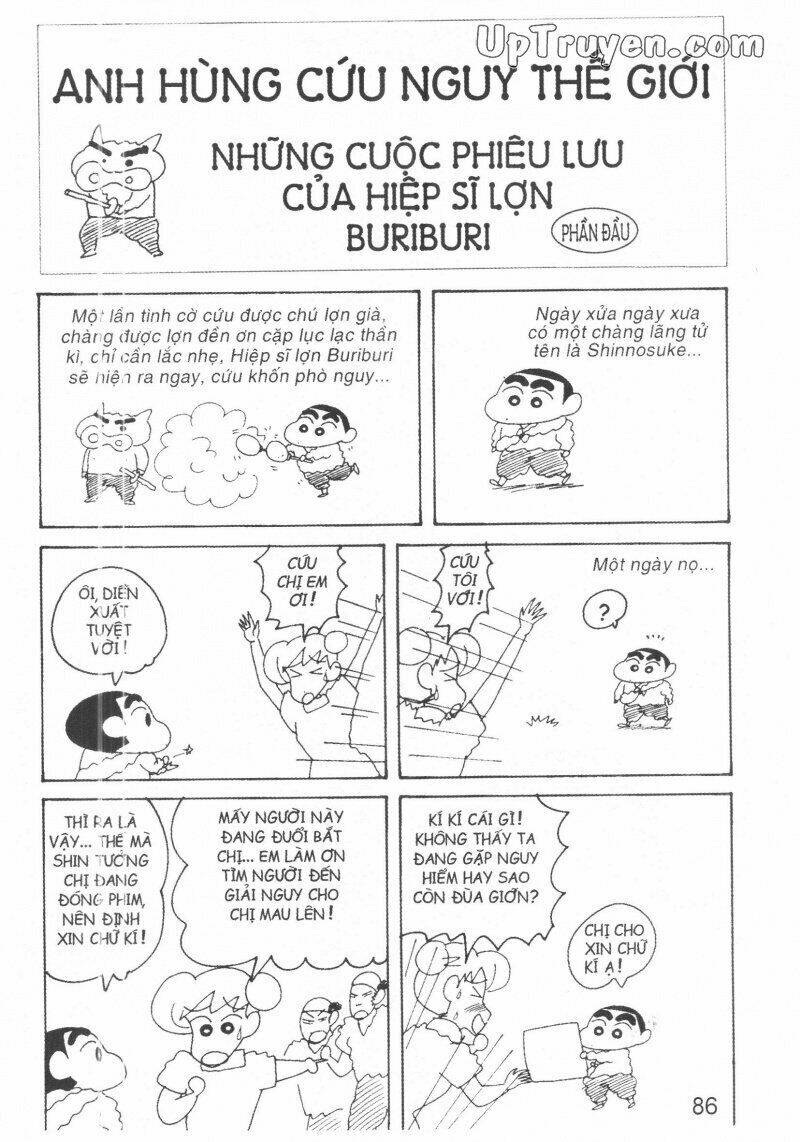 UpTruyen.com
ANH HÙNG CỨU NGUY THẾ GIỚI
NHỮNG CUỘC PHIÊU LƯU
CỦA HIỆP SĨ LỢN
BURIBURI
PHẦN ĐẦU
Ngày xửa ngày xưa
có một chàng lãng tử
tên là Shinnosuke...
Một lần tình cờ cứu được chú lợn già,
chàng được lợn đền ơn cặp lục lạc thần
kì, chỉ cần lắc nhẹ, Hiệp sĩ lợn Buriburi
sẽ hiện ra ngay, cứu khốn phò nguy...
Một ngày nọ...
?
CỨU
TÔI
VỚI!
CỨU
CHỊ EM
ƠI!
ÔI, DIỄN
XUẤT
TUYỆT
VỜI!
CHỊ CHO
XIN CHỮ
KÍ Ạ!
KÍ KÍ CÁI GÌ!
KHÔNG THẤY TA
ĐANG GẶP NGUY
HIỂM HAY SAO
CÒN ĐÙA GIỚN?
MẤY NGƯỜI NÀY
ĐANG ĐUỔI BẮT
CHỊ... EM LÀM ƠN
TÌM NGƯỜI ĐẾN
GIẢI NGUY CHO
CHỊ MAU LÊN!
THÌ RA LÀ
VẬY... THẾ MÀ
SHIN TƯỞNG
CHỊ ĐANG
ĐÓNG PHIM,
NÊN ĐỊNH
XIN CHỮ KÍ!
86